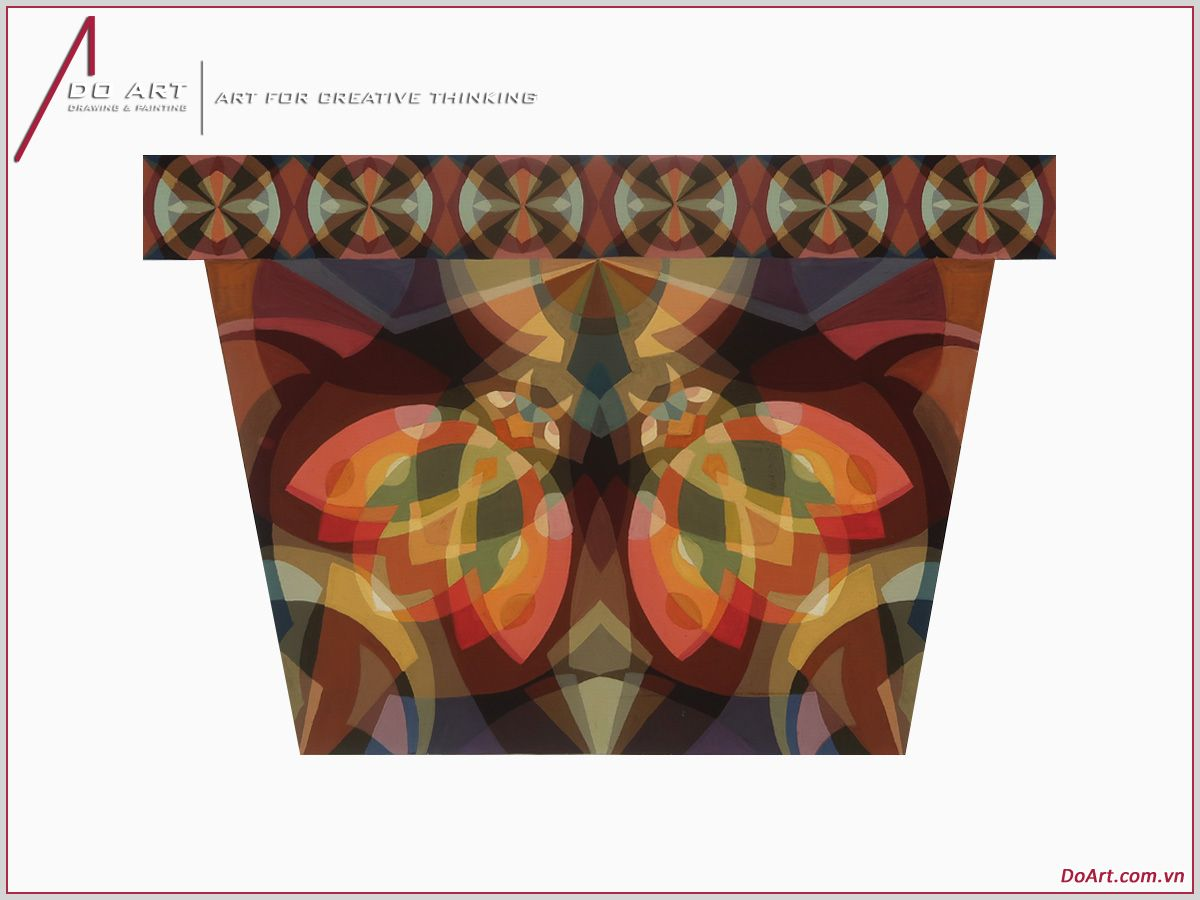 DO ART
DRAWING & PAINTING
ART FOR CREATIVE THINKING
DoArt.com.vn